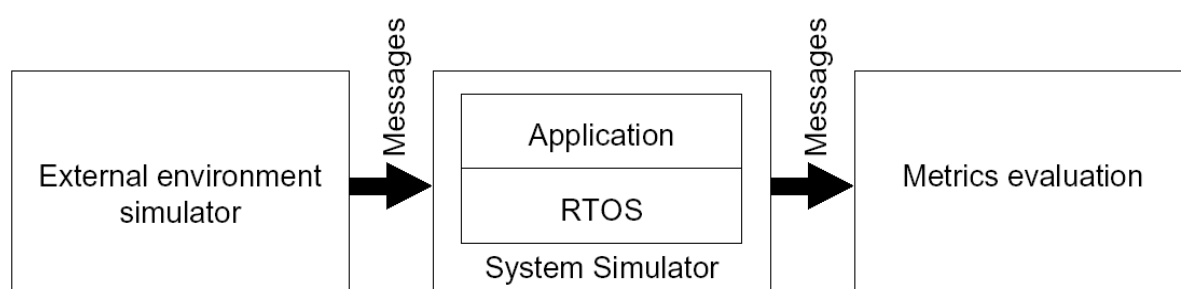 External environment
simulator
Messages
Application
RTOS
System Simulator
Messages
Metrics evaluation